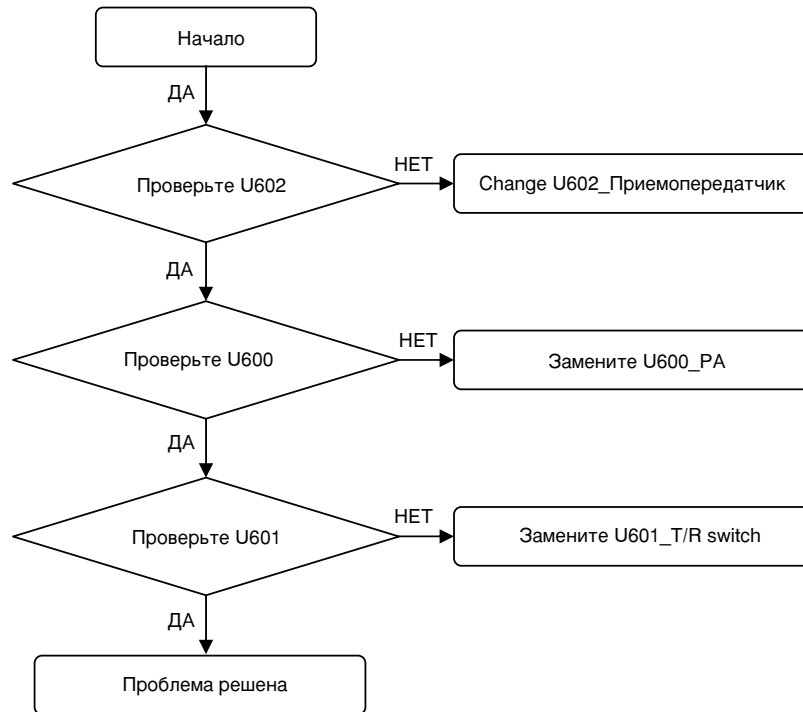 Начало
ДА
Проверьте U602
НЕТ
Change U602_Приемопередатчик
ДА
Проверьте U600
НЕТ
Замените U600_PA
ДА
Проверьте U601
НЕТ
Замените U601_T/R switch
ДА
Проблема решена